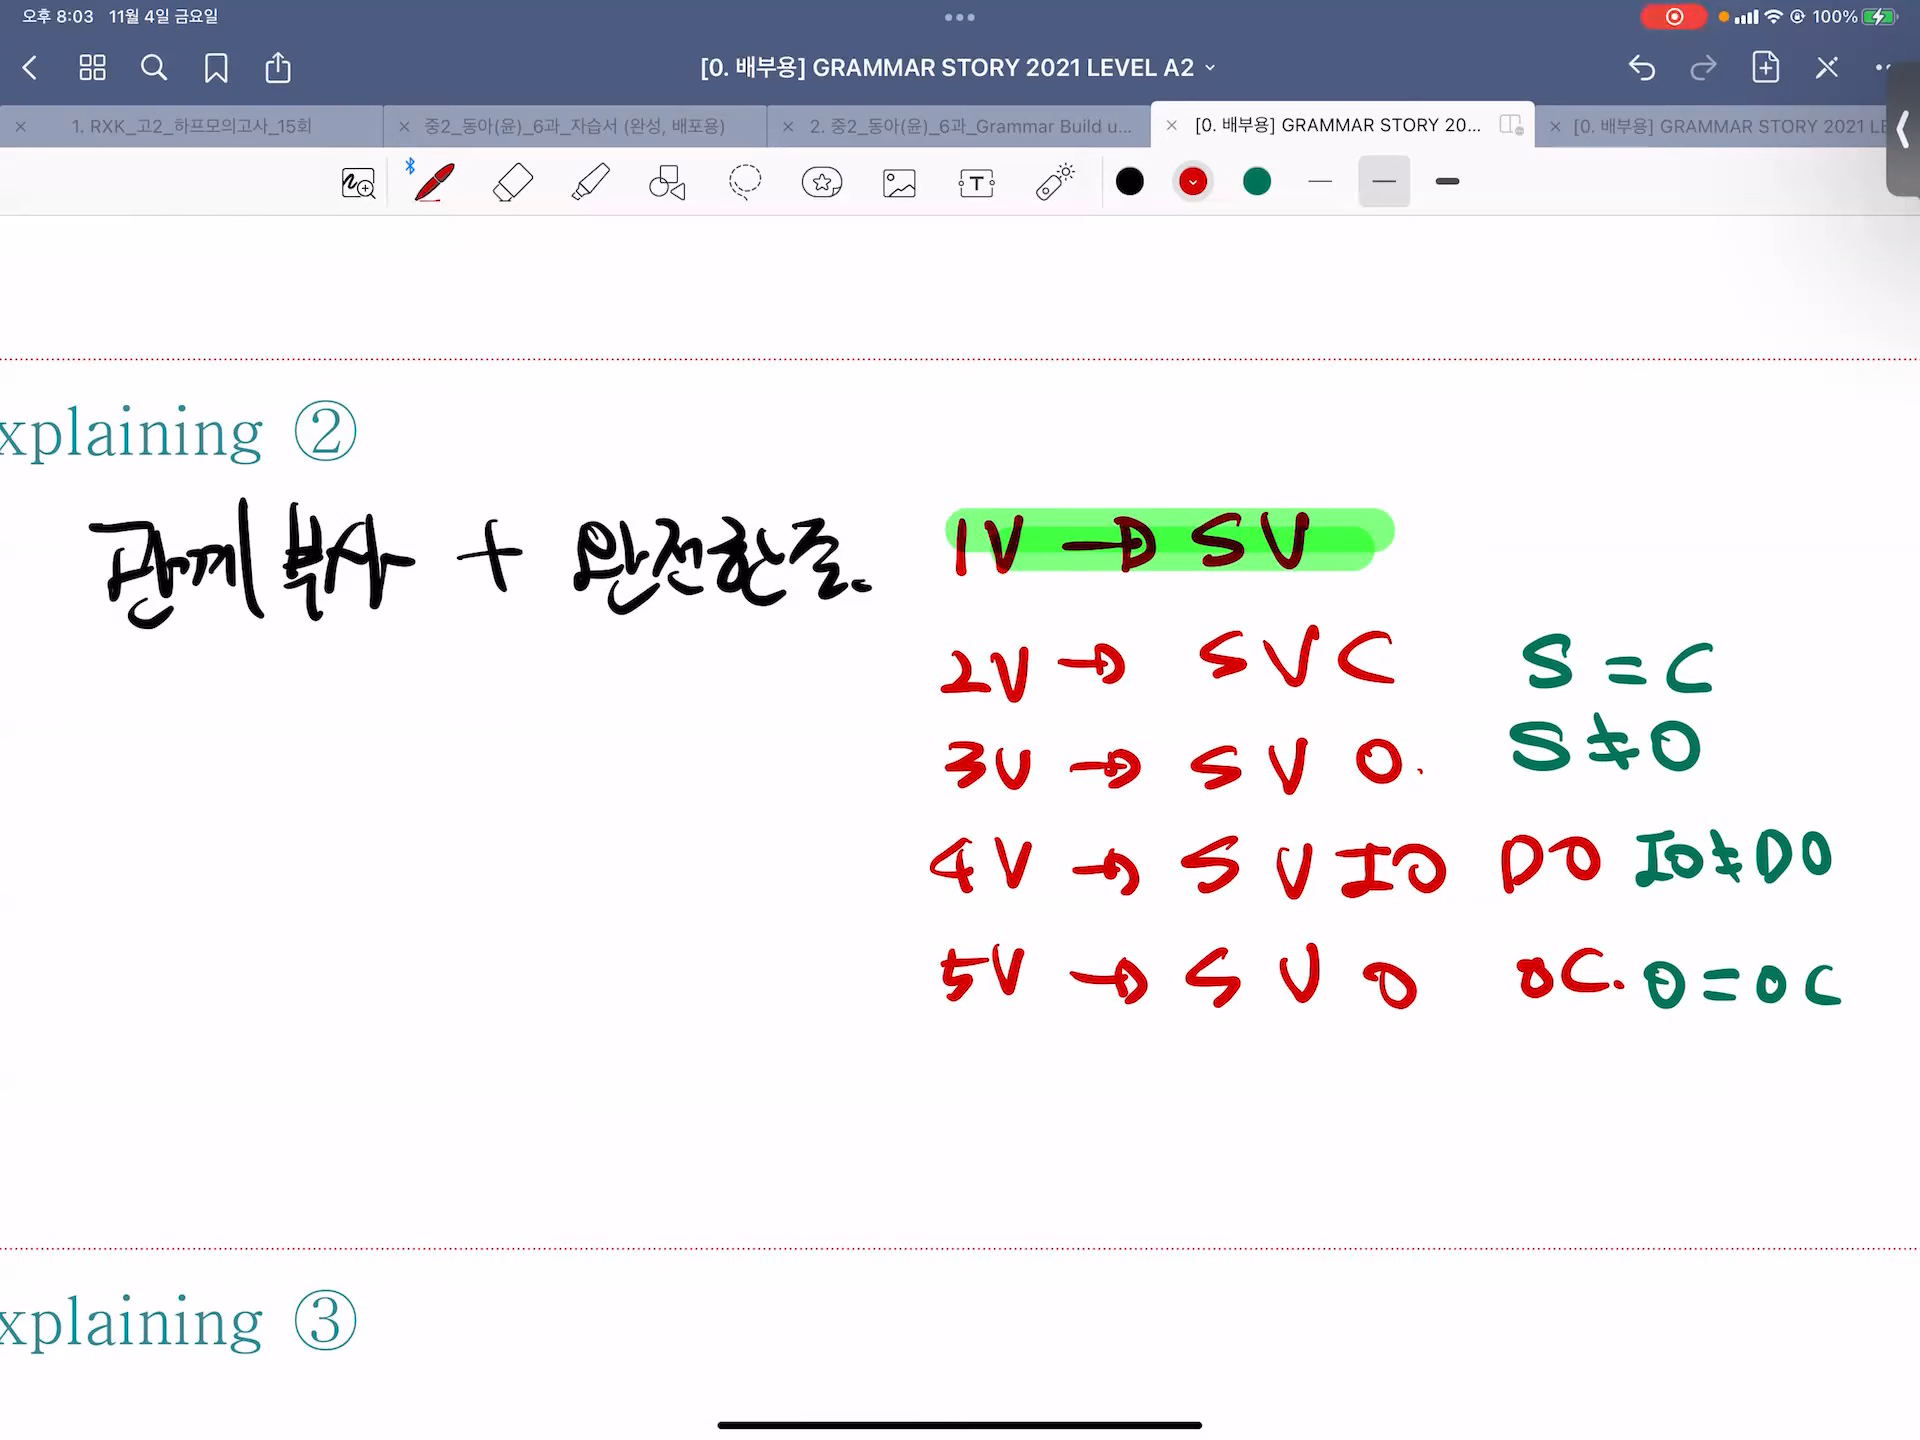 오후 8:03 11월 4일 금요일
100%
[0. 배부용] GRAMMAR STORY 2021 LEVEL A2
1. RXK_고2_하프모의고사_15회
중2_동아(윤)_6과_자습서 (완성, 배포용)
2. 중2_동아(윤)_6과_Grammar Build u...
[0. 배부용] GRAMMAR STORY 20...
[0. 배부용] GRAMMAR STORY 2021 LE
T
xplaining ②
관계 부사 + 완전한 절.
1V → SV
2V → S V C S = C
3V → S V O. S ≠ O
4V → S V IO DO IO ≠ DO
5V → S V O OC. O = OC
xplaining ③